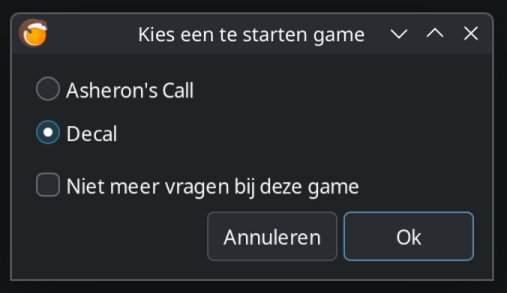 Kies een te starten game
Asheron's Call
Decal
Niet meer vragen bij deze game
Annuleren
Ok